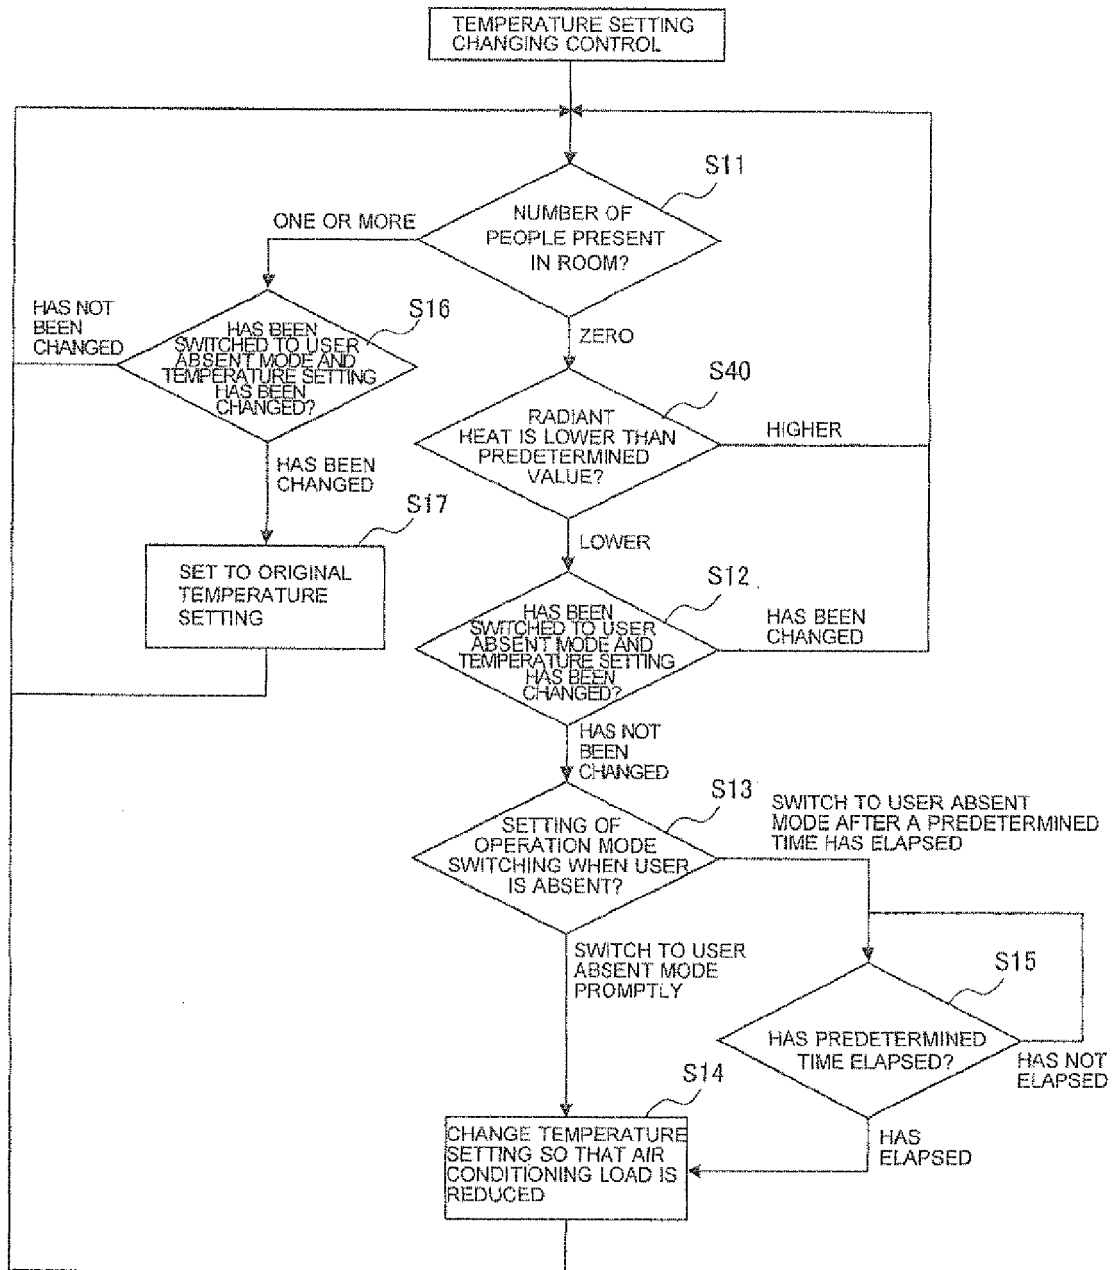 TEMPERATURE SETTING
CHANGING CONTROL
S11
NUMBER OF
PEOPLE PRESENT
IN ROOM?
ONE OR MORE
ZERO
HAS NOT
BEEN
CHANGED
S16
HAS BEEN
SWITCHED TO USER
ABSENT MODE AND
TEMPERATURE SETTING
HAS BEEN
CHANGED?
HAS BEEN
CHANGED
S17
SET TO ORIGINAL
TEMPERATURE
SETTING
S40
RADIANT
HEAT IS LOWER THAN
PREDETERMINED
VALUE?
HIGHER
LOWER
S12
HAS BEEN
SWITCHED TO USER
ABSENT MODE AND
TEMPERATURE SETTING
HAS BEEN
CHANGED?
HAS BEEN
CHANGED
HAS NOT
BEEN
CHANGED
S13
SETTING OF
OPERATION MODE
SWITCHING WHEN USER
IS ABSENT?
SWITCH TO USER ABSENT
MODE AFTER A PREDETERMINED
TIME HAS ELAPSED
SWITCH TO USER
ABSENT MODE
PROMPTLY
S15
HAS PREDETERMINED
TIME ELAPSED?
HAS NOT
ELAPSED
HAS
ELAPSED
S14
CHANGE TEMPERATURE
SETTING SO THAT AIR
CONDITIONING LOAD IS
REDUCED